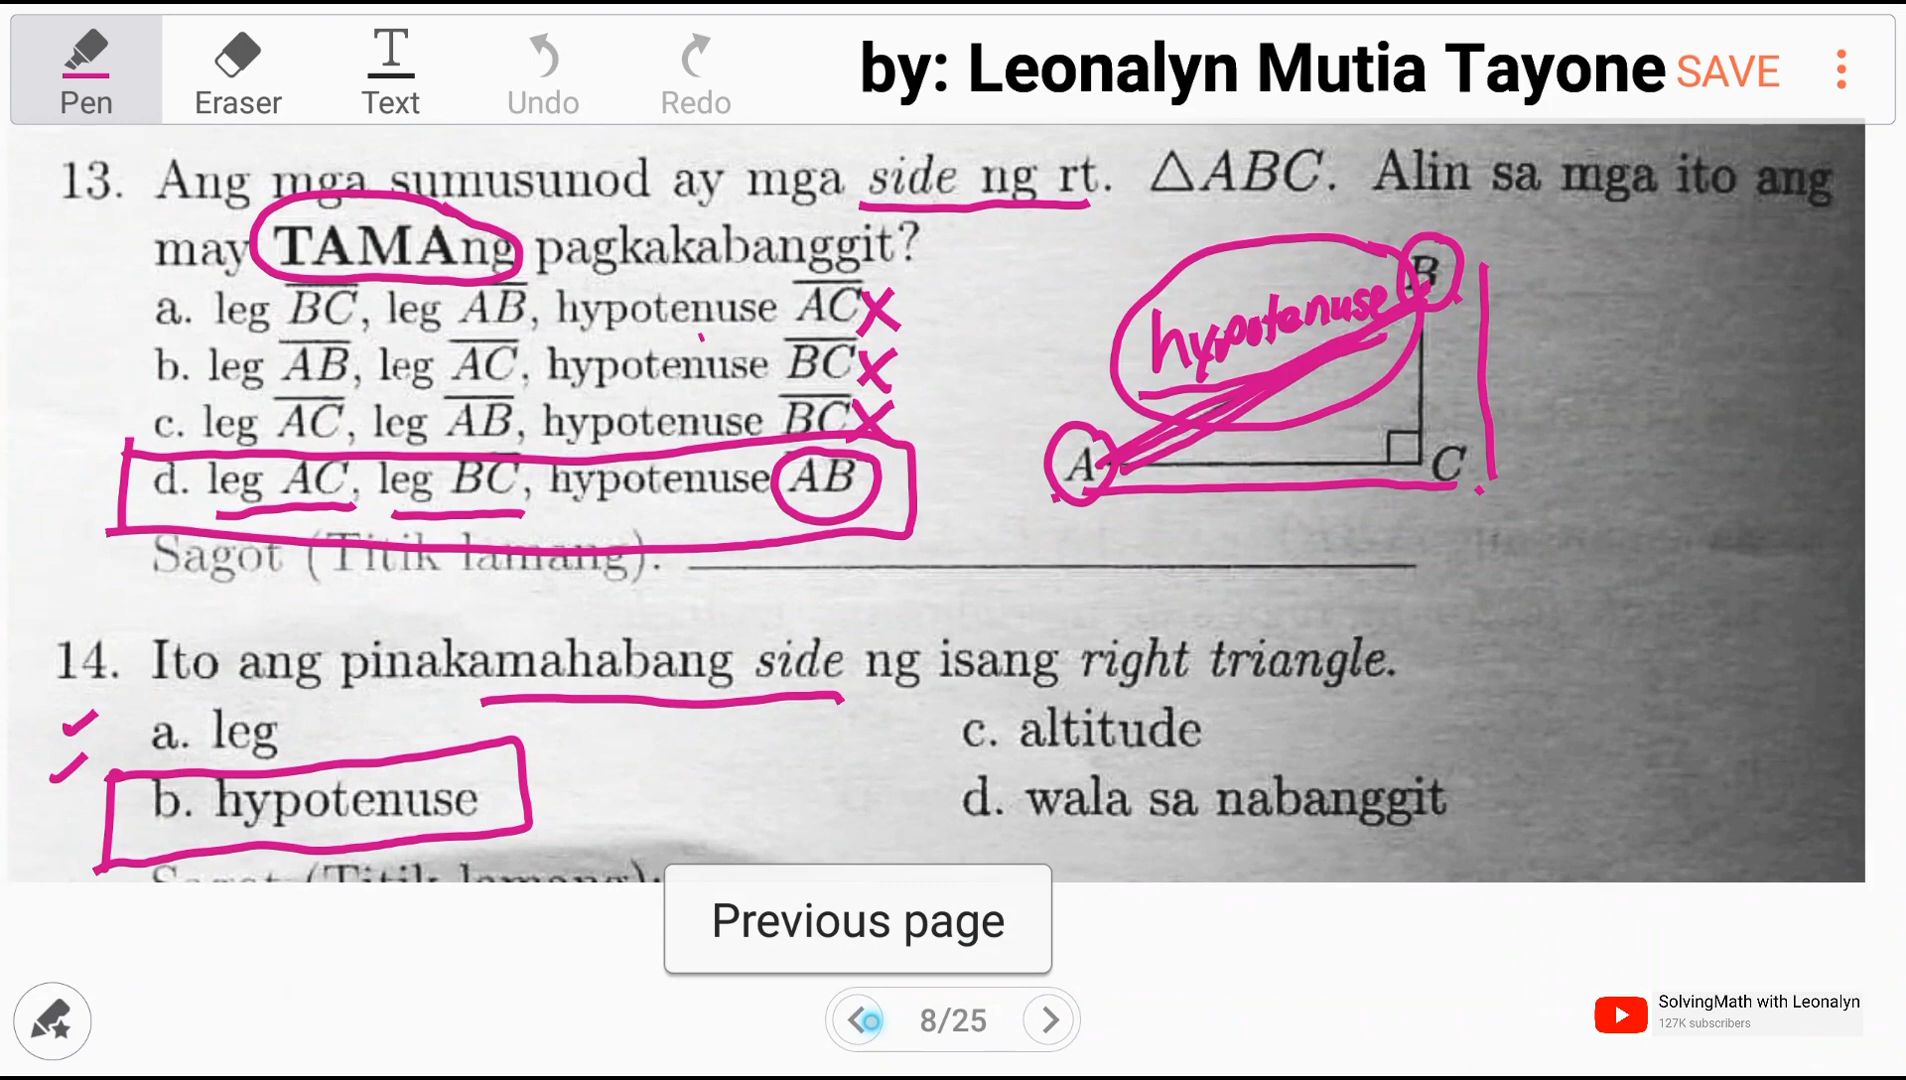 Pen
Eraser
Text
Undo
Redo
by: Leonalyn Mutia Tayone
SAVE
13. Ang mga sumusunod ay mga side ng rt. △ABC. Alin sa mga ito ang
may TAMAng pagkakabanggit?
a. leg BC, leg AB, hypotenuse AC x
b. leg AB, leg AC, hypotenuse BC x
c. leg AC, leg AB, hypotenuse BC x
d. leg AC, leg BC, hypotenuse AB
Sagot (Titik lamang):
hypotenuse
B
A
C
14. Ito ang pinakamahabang side ng isang right triangle.
a. leg
b. hypotenuse
c. altitude
d. wala sa nabanggit
Sagot (Titik lamang):
Previous page
8/25
SolvingMath with Leonalyn
127K subscribers